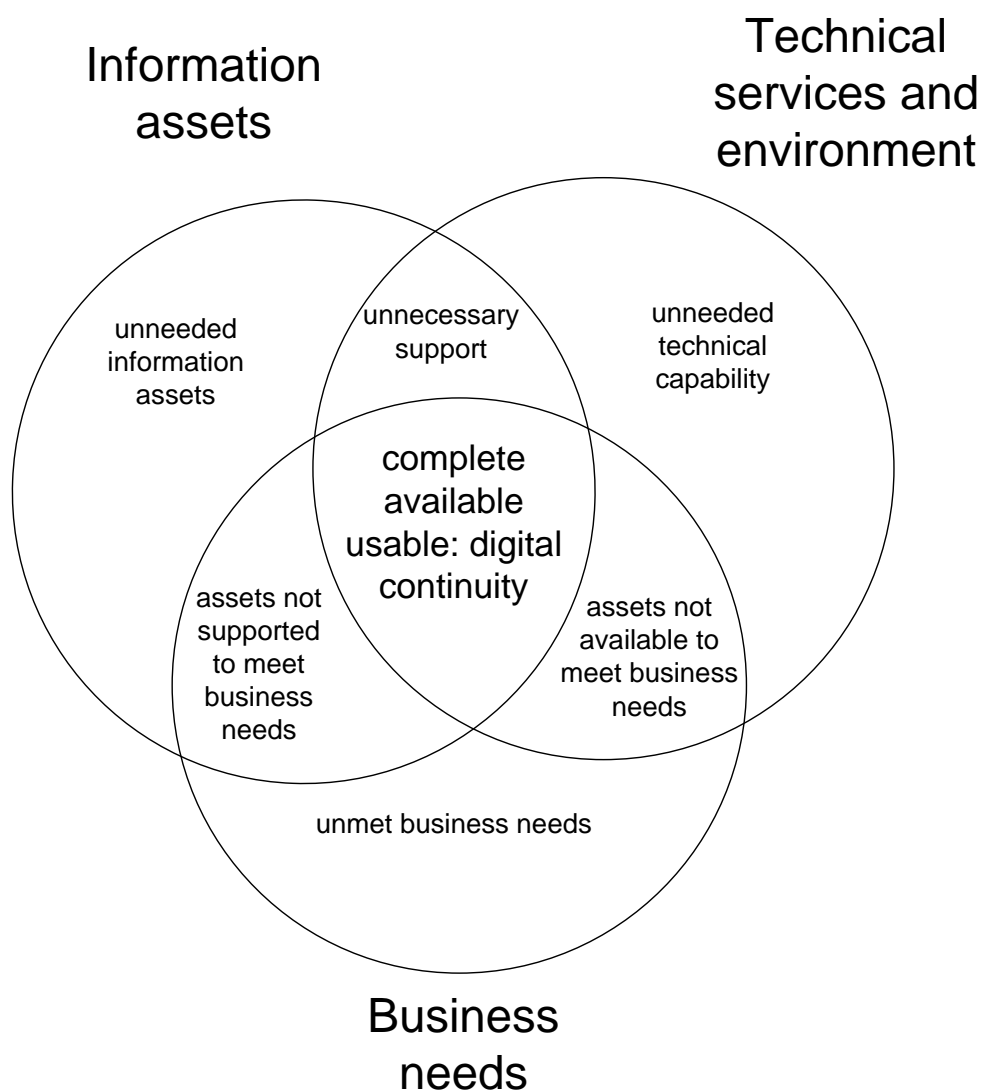 Information
assets
Technical
services and
environment
unneeded
information
assets
unnecessary
support
unneeded
technical
capability
complete
available
usable: digital
continuity
assets not
supported
to meet
business
needs
assets not
available to
meet business
needs
unmet business needs
Business
needs